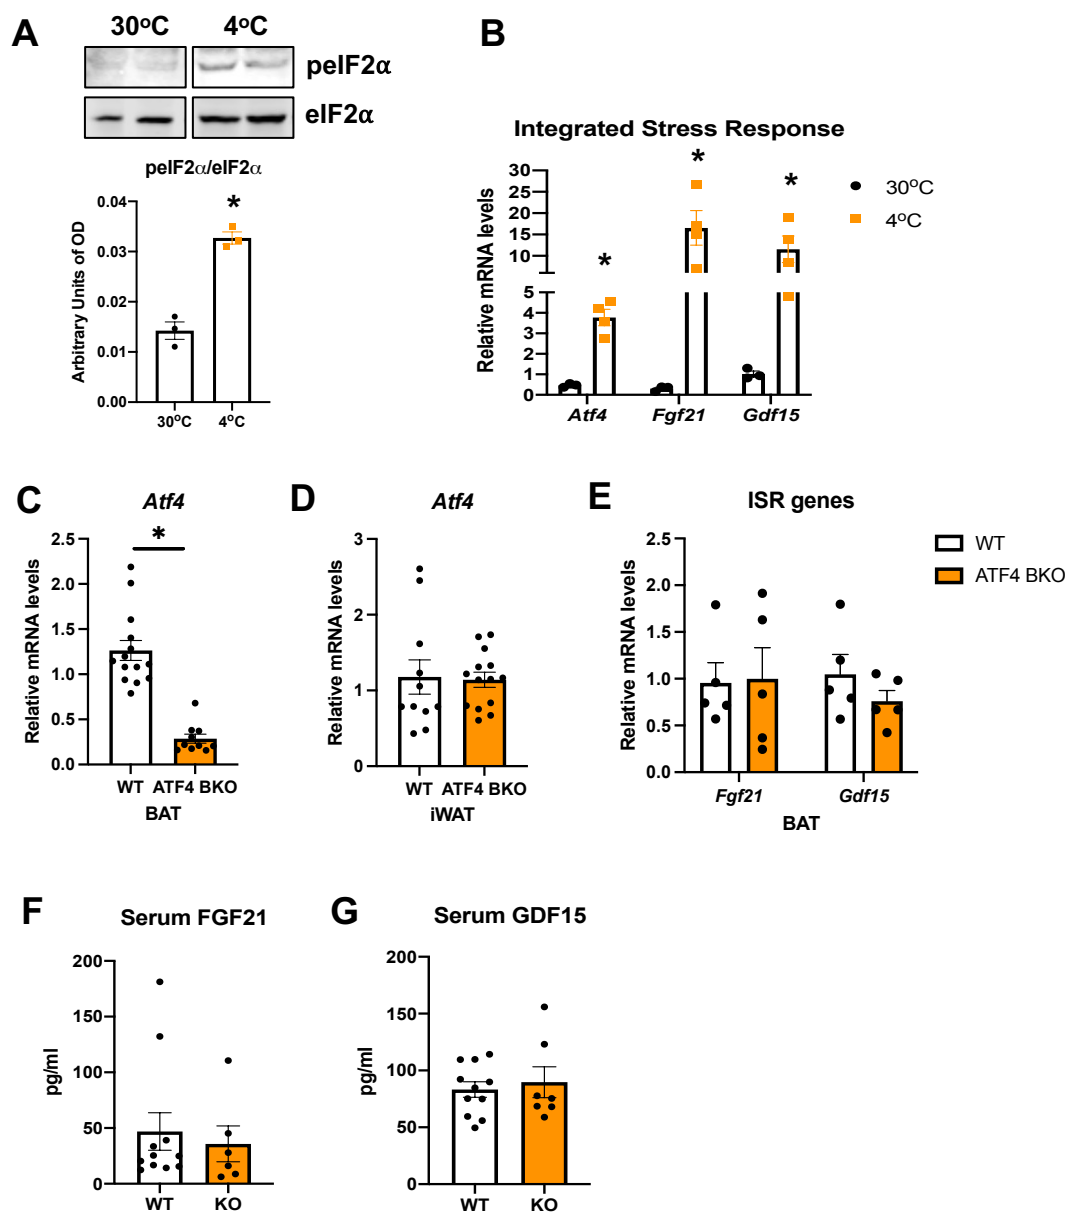 A
30ºC 4ºC
peIF2α
eIF2α
peIF2α/eIF2α
Arbitrary Units of OD
0.04
0.03
0.02
0.01
0.00
*
30ºC 4ºC
B
Integrated Stress Response
Relative mRNA levels
30
25
20
15
10
5
4
3
2
1
0
* * *
Atf4 Fgf21 Gdf15
30ºC
4ºC
C
Atf4
*
Relative mRNA levels
2.5
2.0
1.5
1.0
0.5
0.0
WT ATF4 BKO
BAT
D
Atf4
Relative mRNA levels
3
2
1
0
WT ATF4 BKO
iWAT
E
ISR genes
Relative mRNA levels
2.5
2.0
1.5
1.0
0.5
0.0
Fgf21 Gdf15
BAT
WT
ATF4 BKO
F
Serum FGF21
pg/ml
200
150
100
50
0
WT KO
G
Serum GDF15
pg/ml
200
150
100
50
0
WT KO